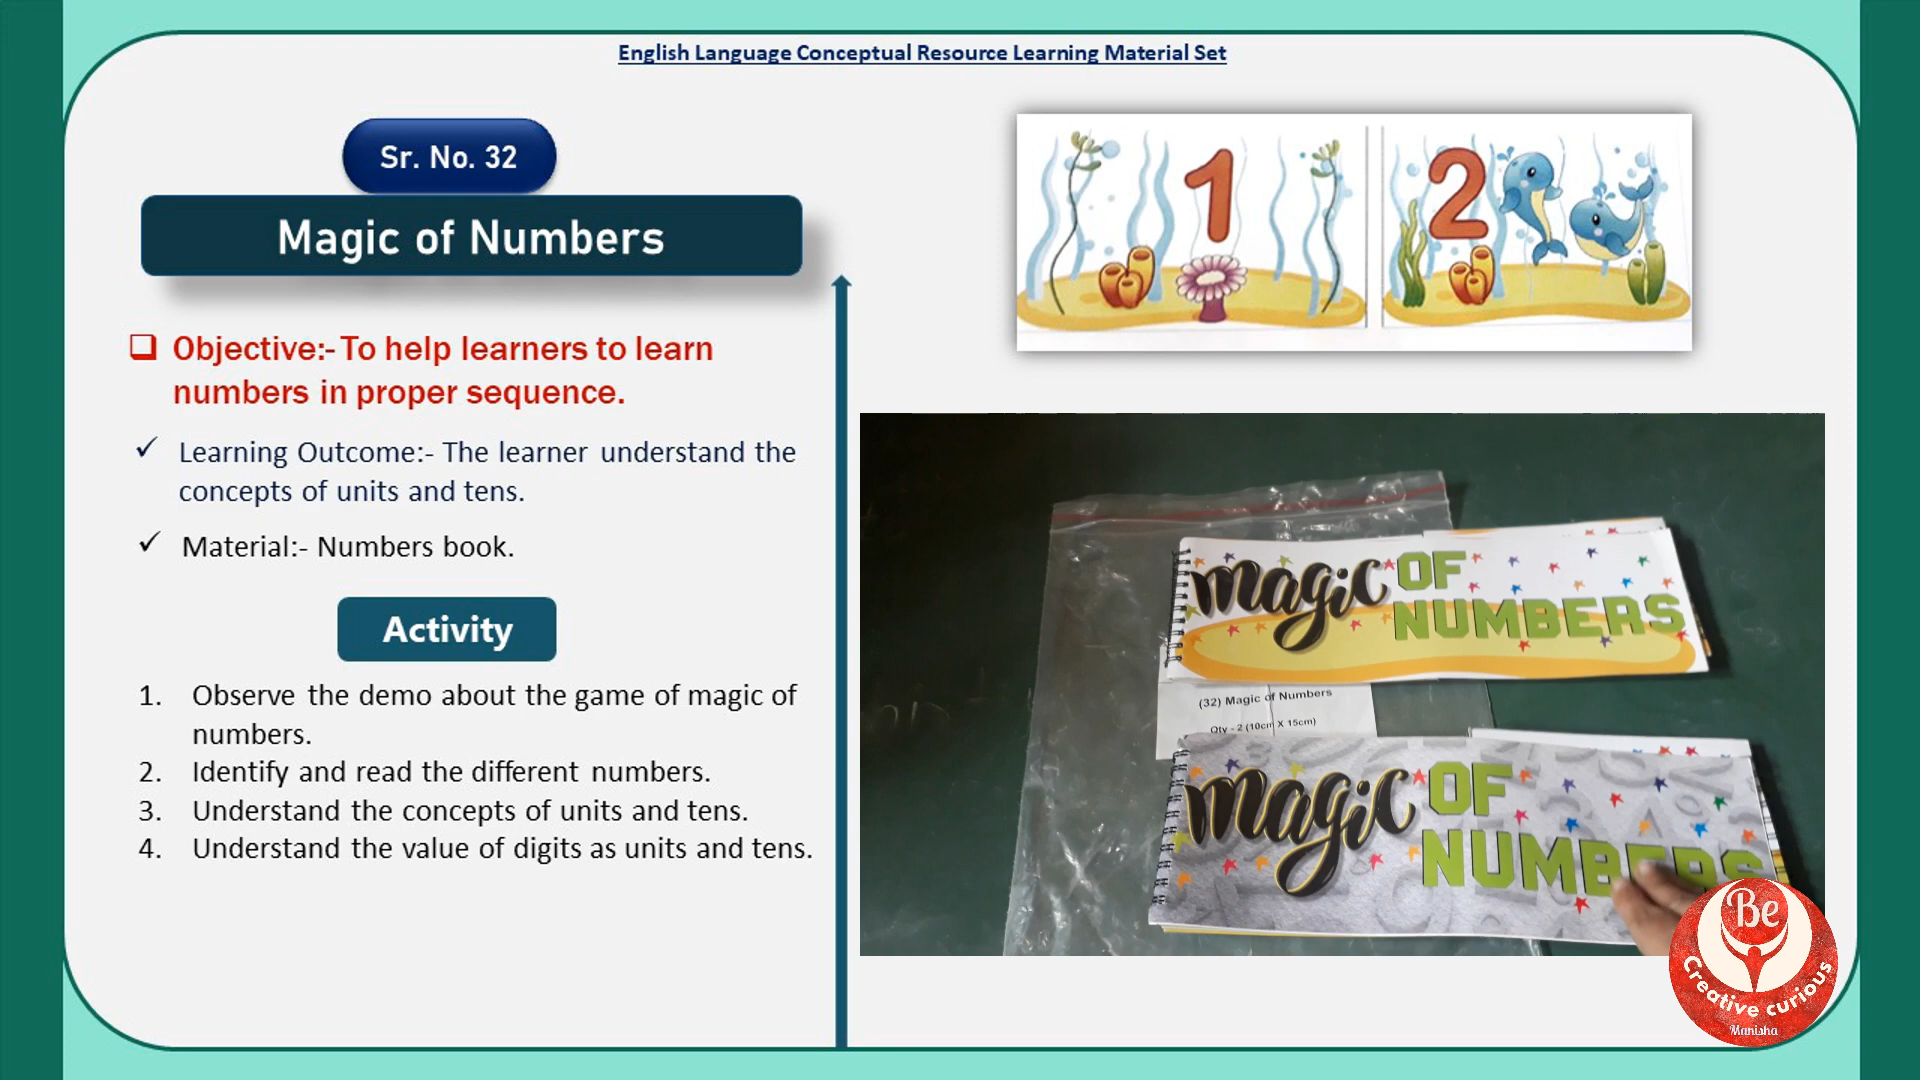 English Language Conceptual Resource Learning Material Set
Sr. No. 32
Magic of Numbers
Objective:- To help learners to learn
numbers in proper sequence.
Learning Outcome:- The learner understand the
concepts of units and tens.
Material:- Numbers book.
Activity
1. Observe the demo about the game of magic of
numbers.
2. Identify and read the different numbers.
3. Understand the concepts of units and tens.
4. Understand the value of digits as units and tens.
1
2
magic OF
NUMBERS
(32) Magic of Numbers
Qty - 2 (10cm X 15cm)
magic OF
NUMBERS
Be
Creative curious
Manisha